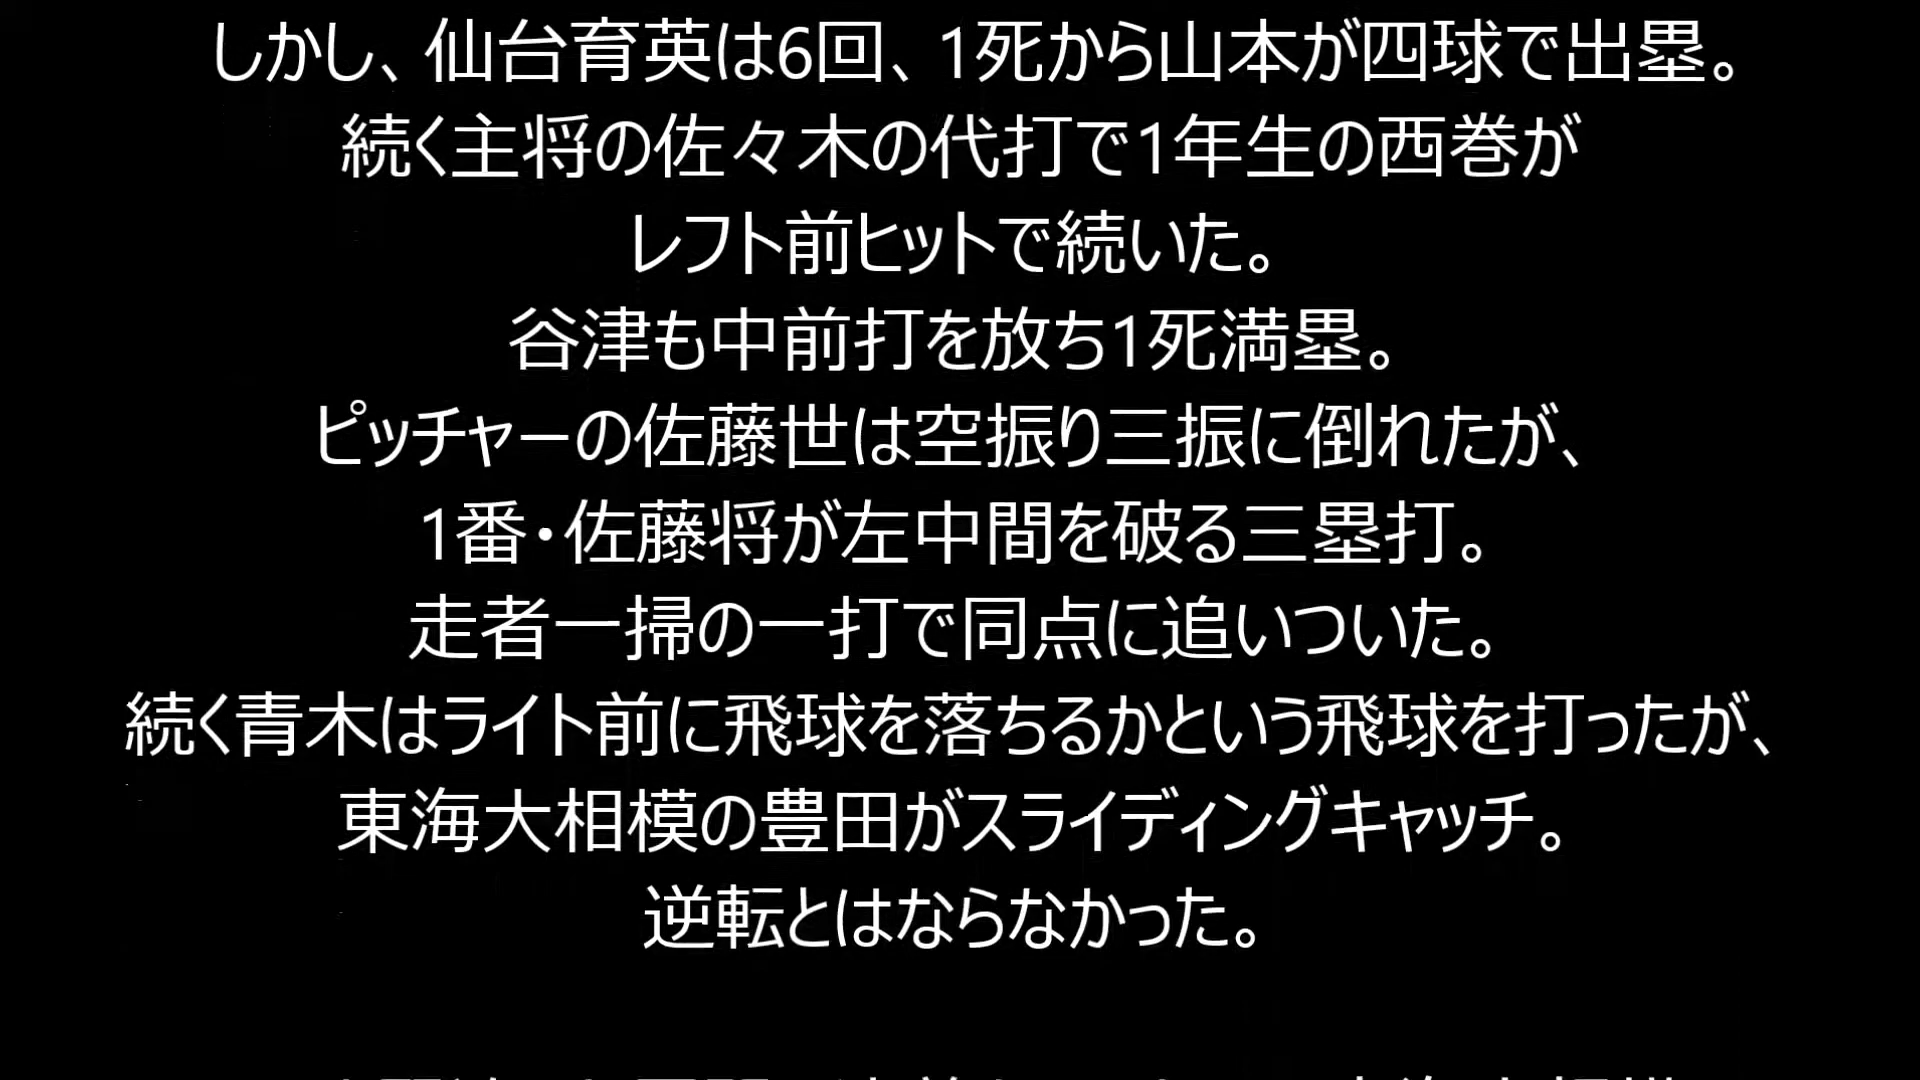 しかし、仙台育英は6回、1死から山本が四球で出塁。
続く主将の佐々木の代打で1年生の西巻が
レフト前ヒットで続いた。
谷津も中前打を放ち1死満塁。
ピッチャーの佐藤世は空振り三振に倒れたが、
1番・佐藤将が左中間を破る三塁打。
走者一掃の一打で同点に追いついた。
続く青木はライト前に飛球を落ちるかという飛球を打ったが、
東海大相模の豊田がスライディングキャッチ。
逆転とはならなかった。